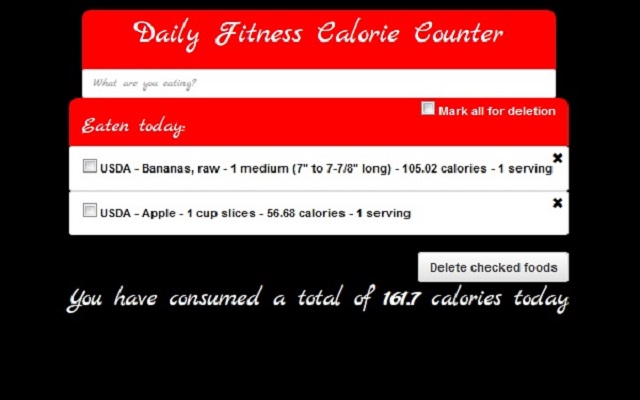 Daily Fitness Calorie Counter
What are you eating?
Mark all for deletion
Eaten today:
USDA - Bananas, raw - 1 medium (7" to 7-7/8" long) - 105.02 calories - 1 serving
USDA - Apple - 1 cup slices - 56.68 calories - 1 serving
Delete checked foods
You have consumed a total of 161.7 calories today